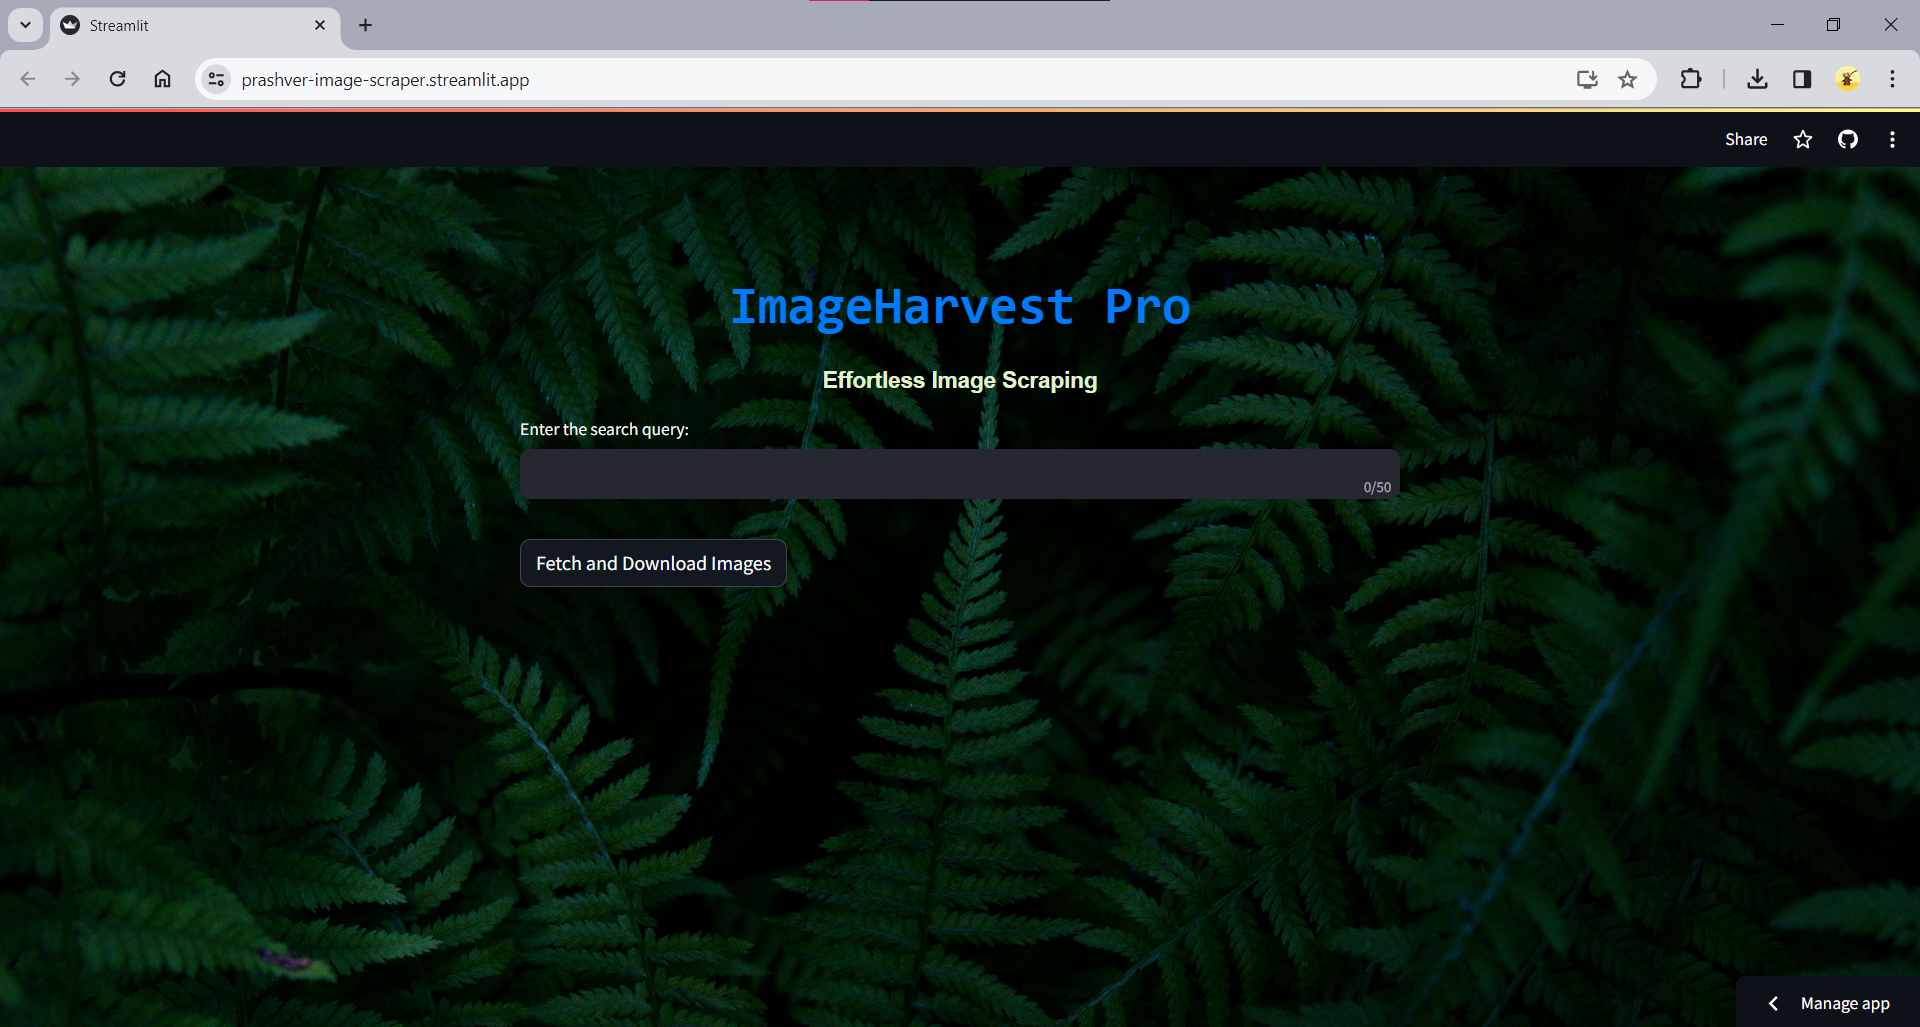 Streamlit
prashver-image-scraper.streamlit.app
Share
ImageHarvest Pro
Effortless Image Scraping
Enter the search query:
0/50
Fetch and Download Images
Manage app